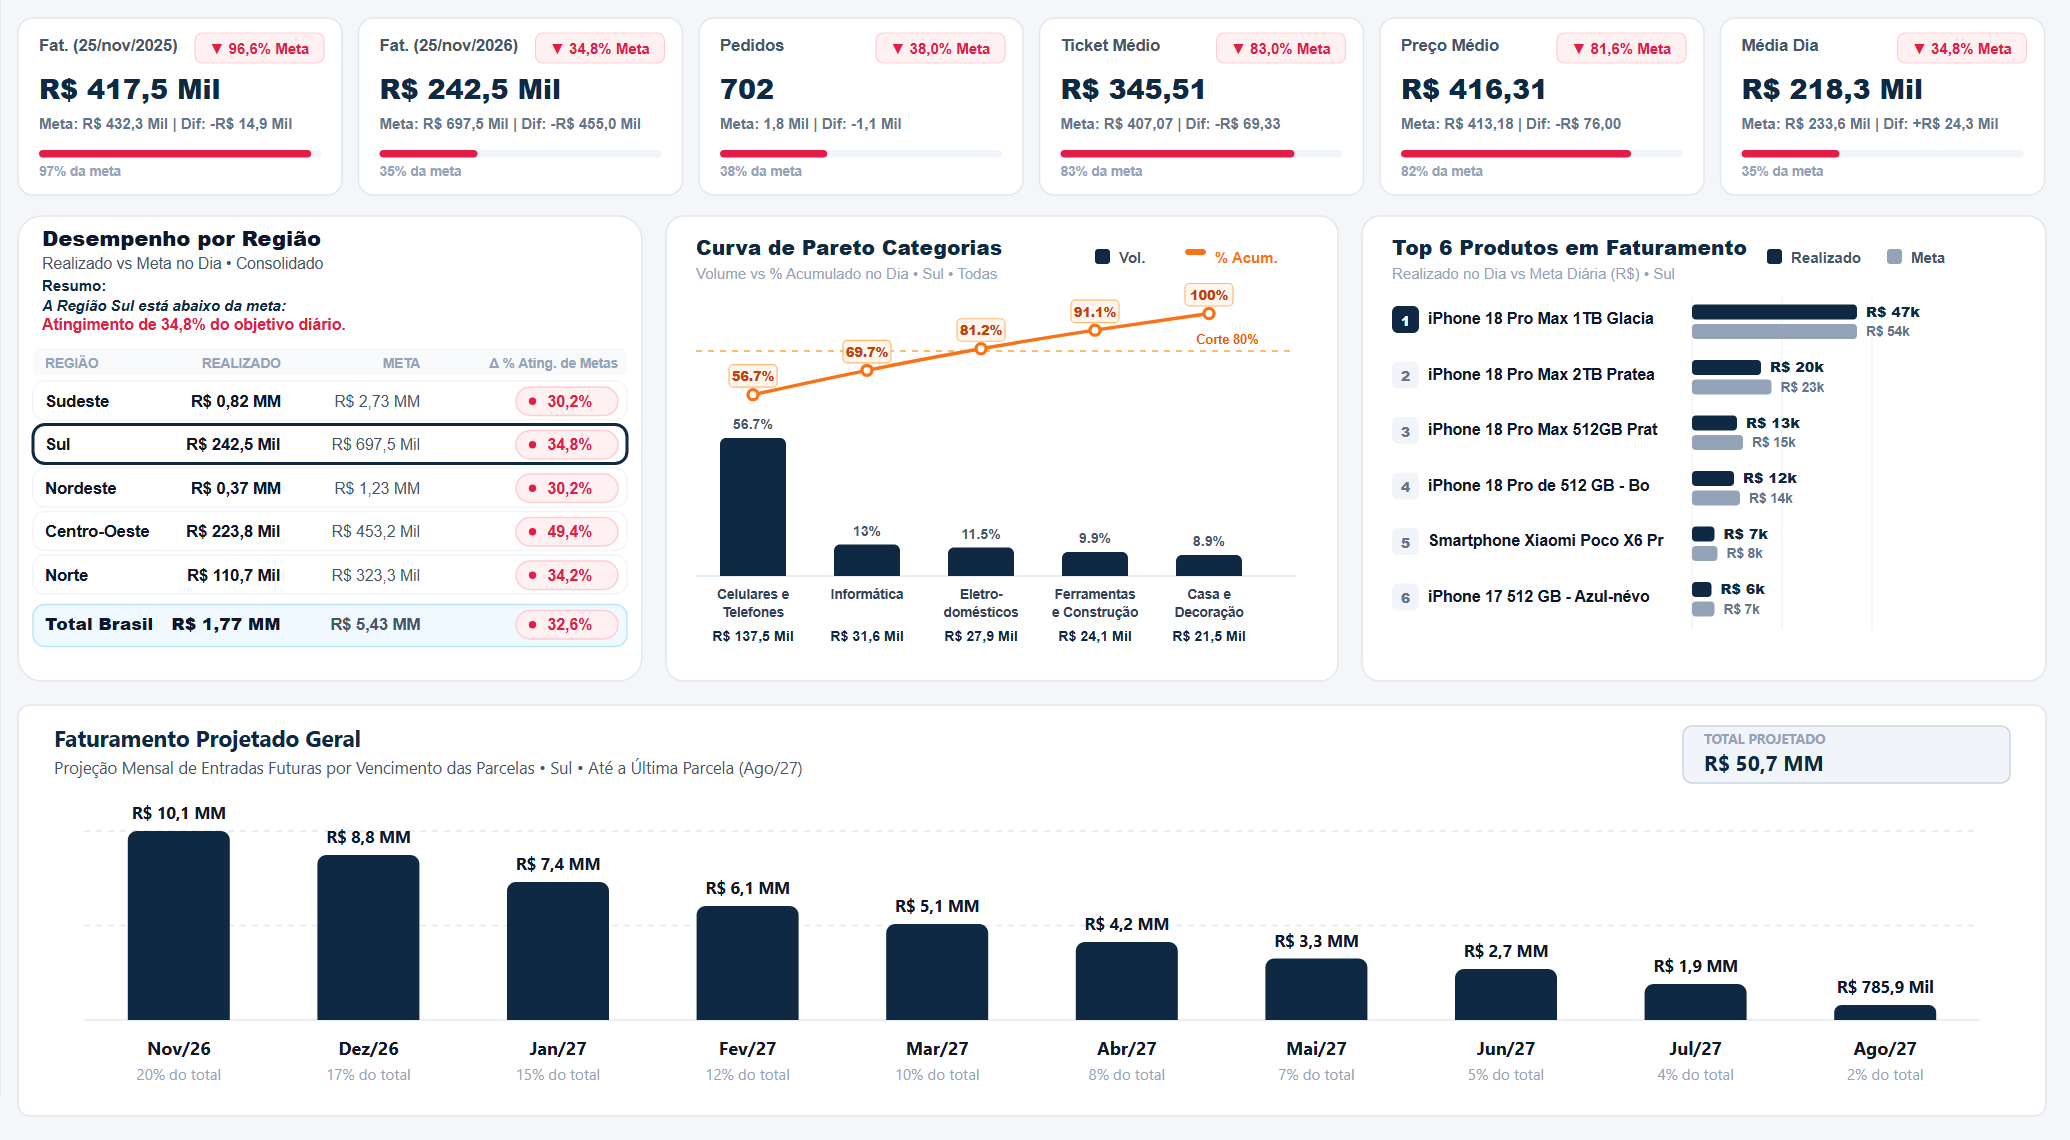 Fat. (25/nov/2025)
▼ 96,6% Meta
R$ 417,5 Mil
Meta: R$ 432,3 Mil | Dif: -R$ 14,9 Mil
97% da meta
Fat. (25/nov/2026)
▼ 34,8% Meta
R$ 242,5 Mil
Meta: R$ 697,5 Mil | Dif: -R$ 455,0 Mil
35% da meta
Pedidos
▼ 38,0% Meta
702
Meta: 1,8 Mil | Dif: -1,1 Mil
38% da meta
Ticket Médio
▼ 83,0% Meta
R$ 345,51
Meta: R$ 407,07 | Dif: -R$ 69,33
83% da meta
Preço Médio
▼ 81,6% Meta
R$ 416,31
Meta: R$ 413,18 | Dif: -R$ 76,00
82% da meta
Média Dia
▼ 34,8% Meta
R$ 218,3 Mil
Meta: R$ 233,6 Mil | Dif: +R$ 24,3 Mil
35% da meta
Desempenho por Região
Realizado vs Meta no Dia • Consolidado
Resumo:
A Região Sul está abaixo da meta:
Atingimento de 34,8% do objetivo diário.
REGIÃO REALIZADO META Δ % Ating. de Metas
Sudeste R$ 0,82 MM R$ 2,73 MM 30,2%
Sul R$ 242,5 Mil R$ 697,5 Mil 34,8%
Nordeste R$ 0,37 MM R$ 1,23 MM 30,2%
Centro-Oeste R$ 223,8 Mil R$ 453,2 Mil 49,4%
Norte R$ 110,7 Mil R$ 323,3 Mil 34,2%
Total Brasil R$ 1,77 MM R$ 5,43 MM 32,6%
Curva de Pareto Categorias
Volume vs % Acumulado no Dia • Sul • Todas
Vol. % Acum.
56.7% 69.7% 81.2% 91.1% 100%
Corte 80%
56.7% 13% 11.5% 9.9% 8.9%
Celulares e Telefones
R$ 137,5 Mil
Informática
R$ 31,6 Mil
Eletro-
domésticos
R$ 27,9 Mil
Ferramentas
e Construção
R$ 24,1 Mil
Casa e
Decoração
R$ 21,5 Mil
Top 6 Produtos em Faturamento
Realizado no Dia vs Meta Diária (R$) • Sul
Realizado Meta
1 iPhone 18 Pro Max 1TB Glacia R$ 47k
R$ 54k
2 iPhone 18 Pro Max 2TB Pratea R$ 20k
R$ 23k
3 iPhone 18 Pro Max 512GB Prat R$ 13k
R$ 15k
4 iPhone 18 Pro de 512 GB - Bo R$ 12k
R$ 14k
5 Smartphone Xiaomi Poco X6 Pr R$ 7k
R$ 8k
6 iPhone 17 512 GB - Azul-névo R$ 6k
R$ 7k
Faturamento Projetado Geral
Projeção Mensal de Entradas Futuras por Vencimento das Parcelas • Sul • Até a Última Parcela (Ago/27)
TOTAL PROJETADO
R$ 50,7 MM
R$ 10,1 MM R$ 8,8 MM R$ 7,4 MM R$ 6,1 MM R$ 5,1 MM R$ 4,2 MM R$ 3,3 MM R$ 2,7 MM R$ 1,9 MM R$ 785,9 Mil
Nov/26 Dez/26 Jan/27 Fev/27 Mar/27 Abr/27 Mai/27 Jun/27 Jul/27 Ago/27
20% do total 17% do total 15% do total 12% do total 10% do total 8% do total 7% do total 5% do total 4% do total 2% do total